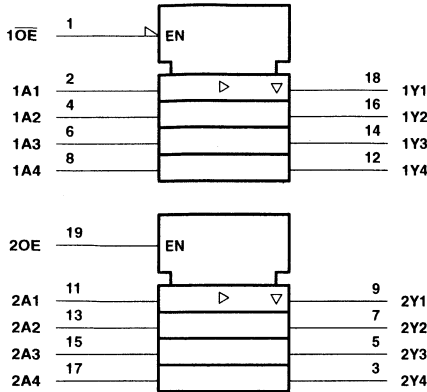 1OE 1 EN
1A1 2 18 1Y1
1A2 4 16 1Y2
1A3 6 14 1Y3
1A4 8 12 1Y4
2OE 19 EN
2A1 11 9 2Y1
2A2 13 7 2Y2
2A3 15 5 2Y3
2A4 17 3 2Y4